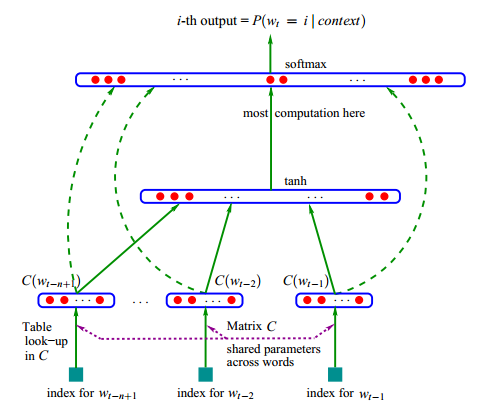 i-th output = P(w_t = i | context)
softmax
. . .
. . .
most computation here
tanh
. . .
. . .
C(w_{t−n+1}) C(w_{t−2}) C(w_{t−1})
. . . . . . . . . . . .
Table Matrix C
look−up shared parameters
in C across words
index for w_{t−n+1} index for w_{t−2} index for w_{t−1}